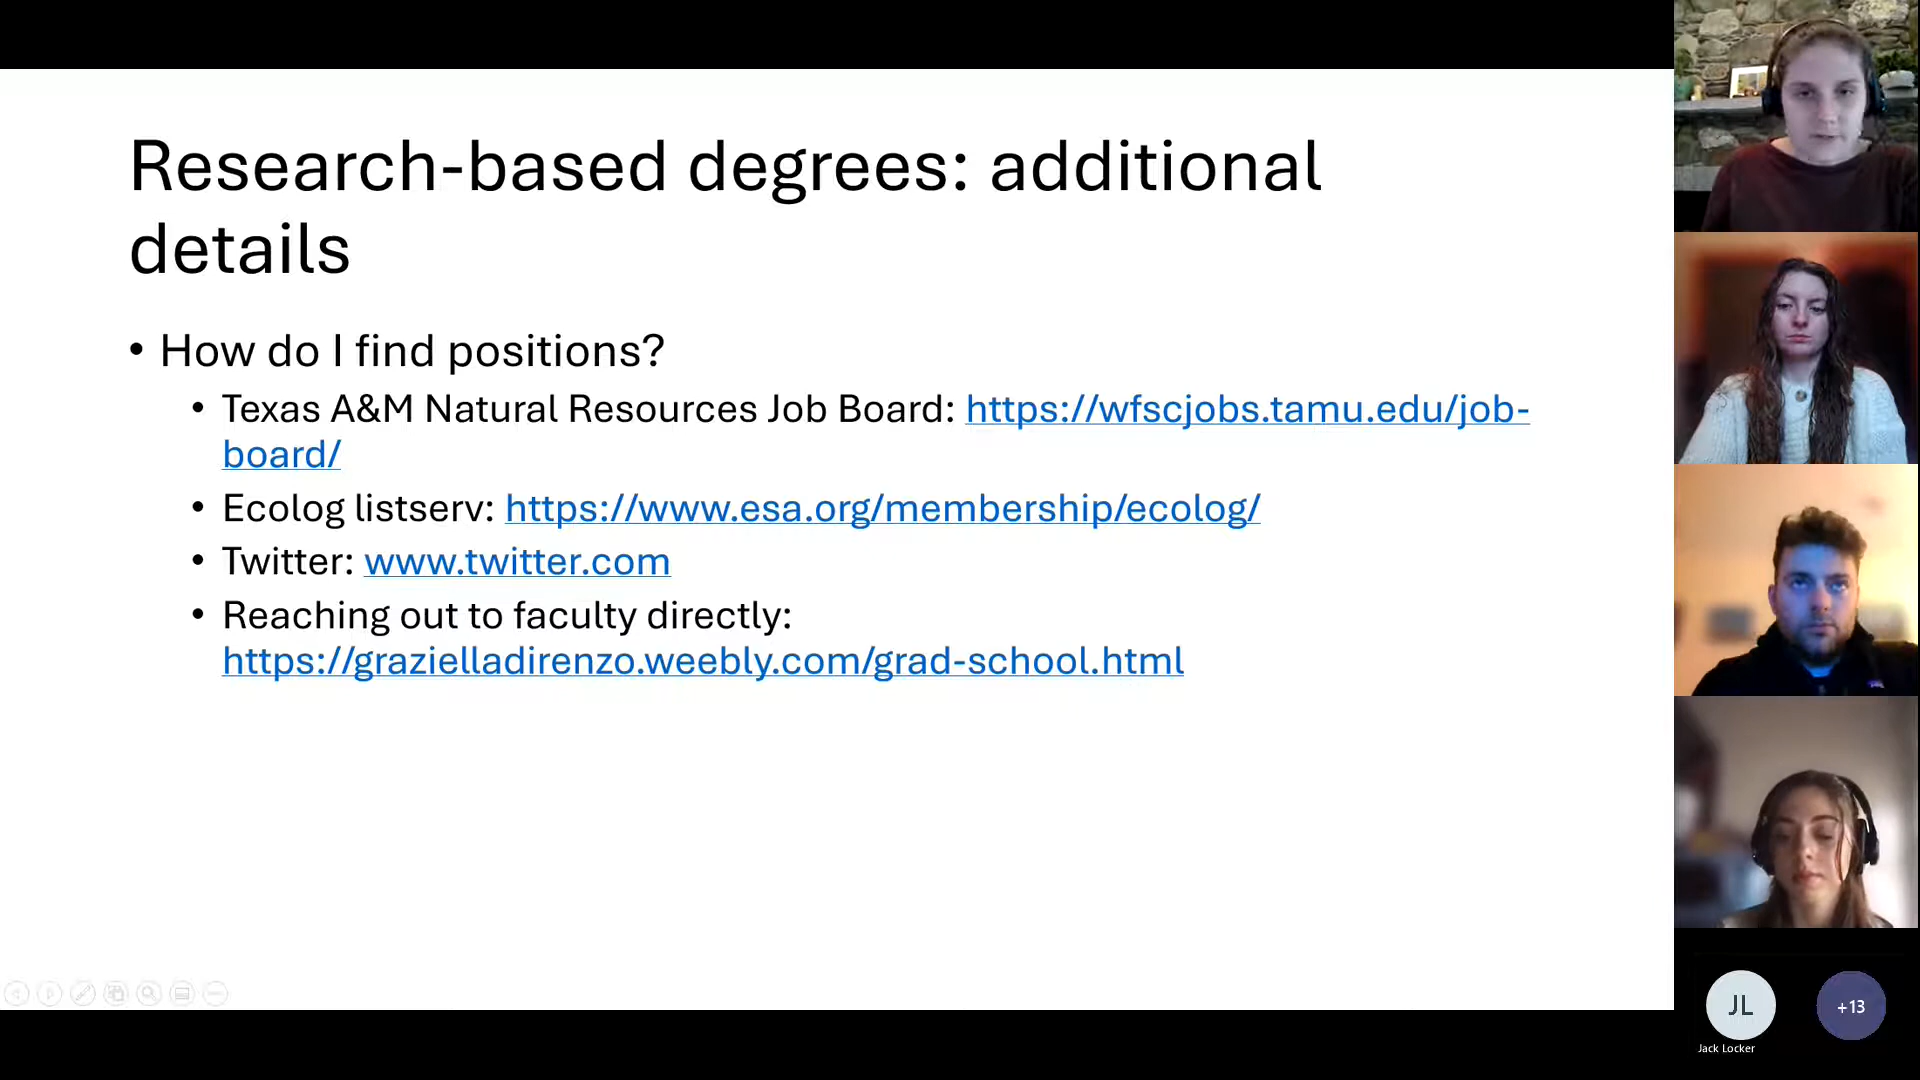 Research-based degrees: additional
details
• How do I find positions?
• Texas A&M Natural Resources Job Board: https://wfscjobs.tamu.edu/job-
board/
• Ecolog listserv: https://www.esa.org/membership/ecolog/
• Twitter: www.twitter.com
• Reaching out to faculty directly:
https://grazielladirenzo.weebly.com/grad-school.html
JL
+13
Jack Locker